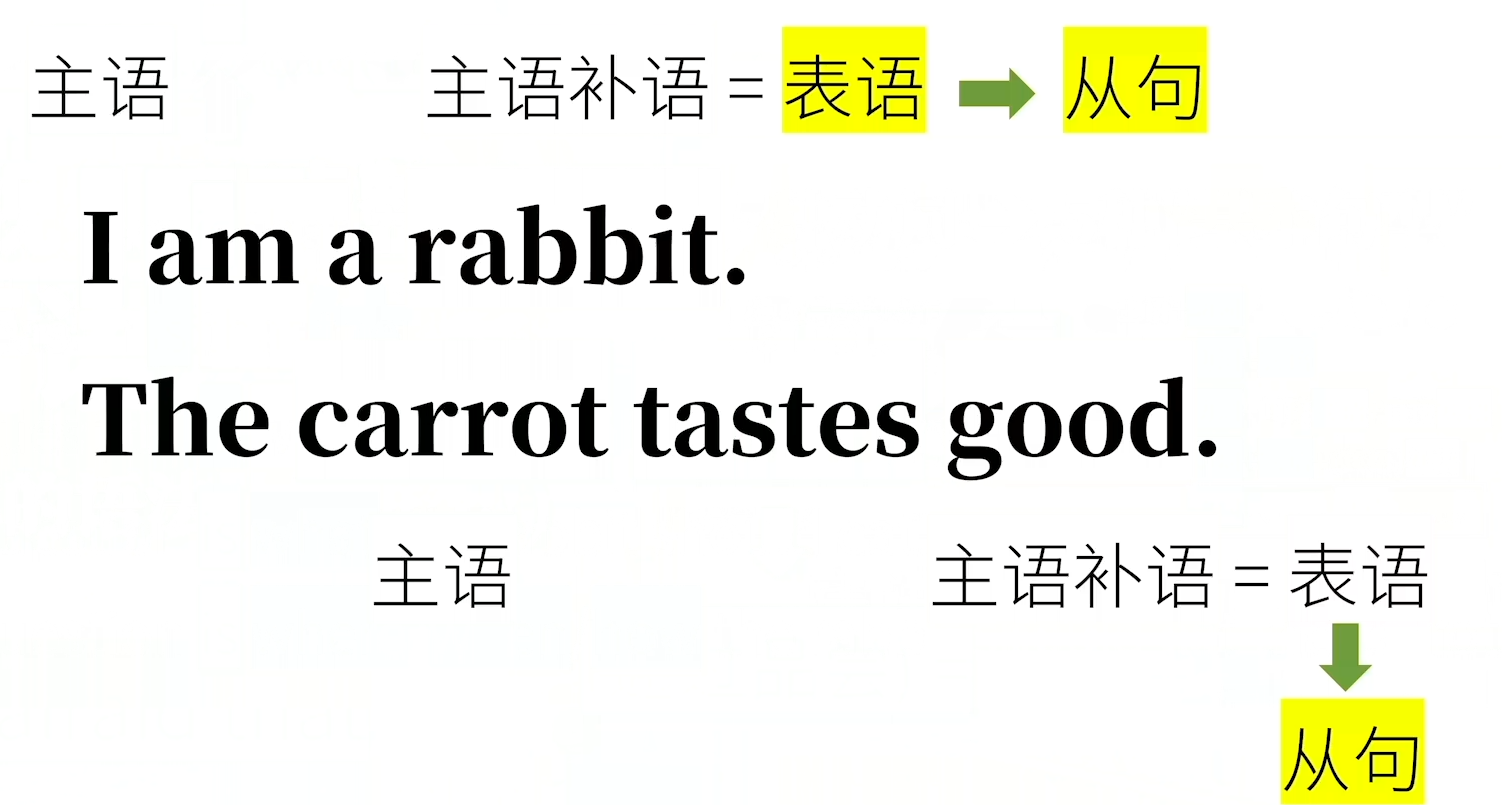 主语 主语补语 = 表语 从句
I am a rabbit.
The carrot tastes good.
主语 主语补语 = 表语
从句